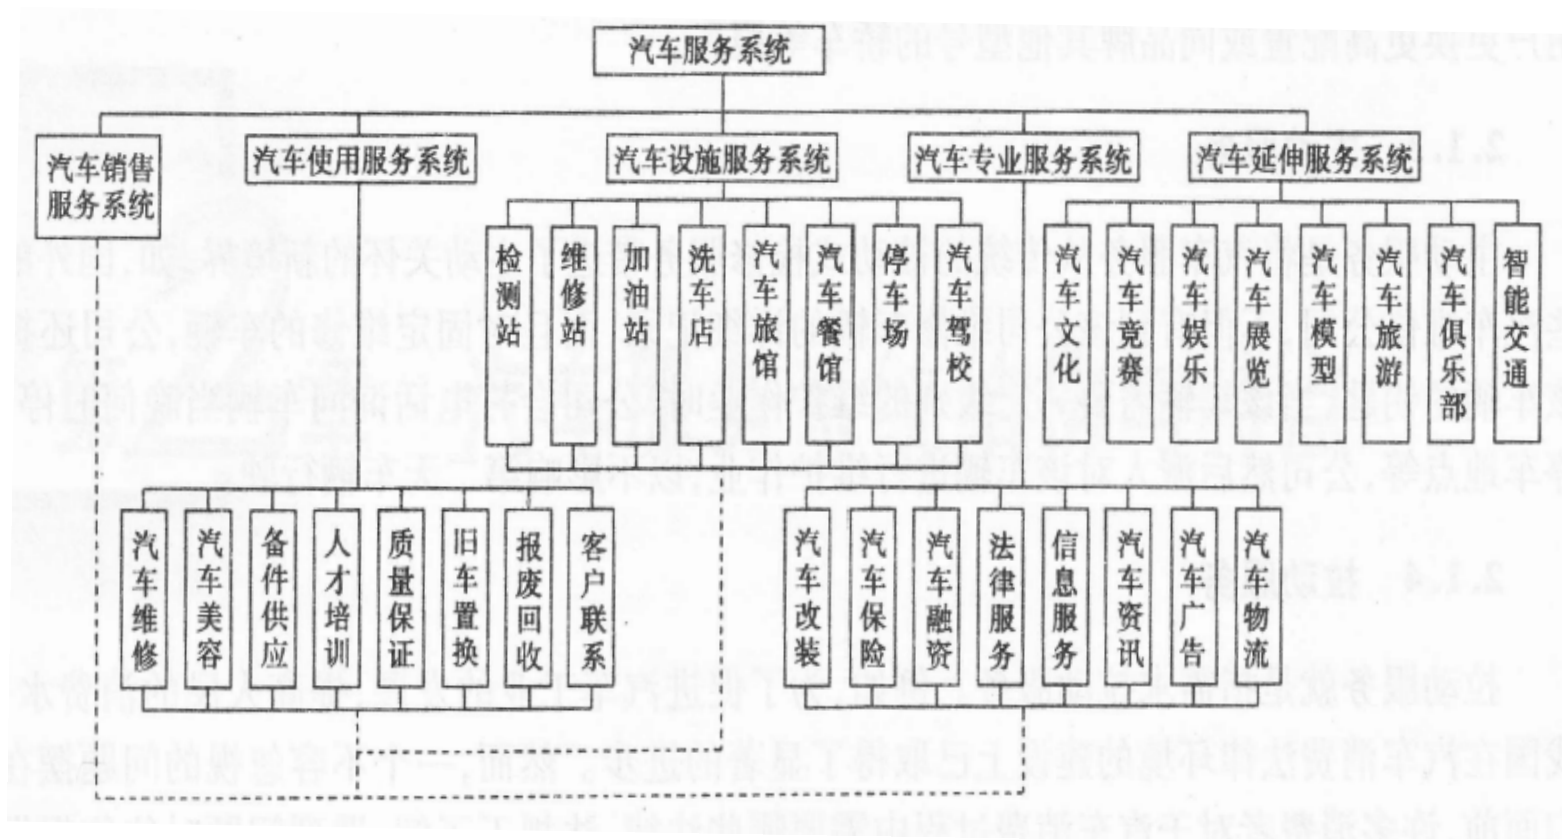 汽车服务系统
汽车销售
服务系统
汽车使用服务系统
汽车设施服务系统
汽车专业服务系统
汽车延伸服务系统
检测站
维修站
加油站
洗车店
汽车旅馆
汽车餐馆
停车场
汽车驾校
汽车文化
汽车竞赛
汽车娱乐
汽车展览
汽车模型
汽车旅游
汽车俱乐部
智能交通
汽车维修
汽车美容
备件供应
人才培训
质量保证
旧车置换
报废回收
客户联系
汽车改装
汽车保险
汽车融资
法律服务
信息服务
汽车资讯
汽车广告
汽车物流